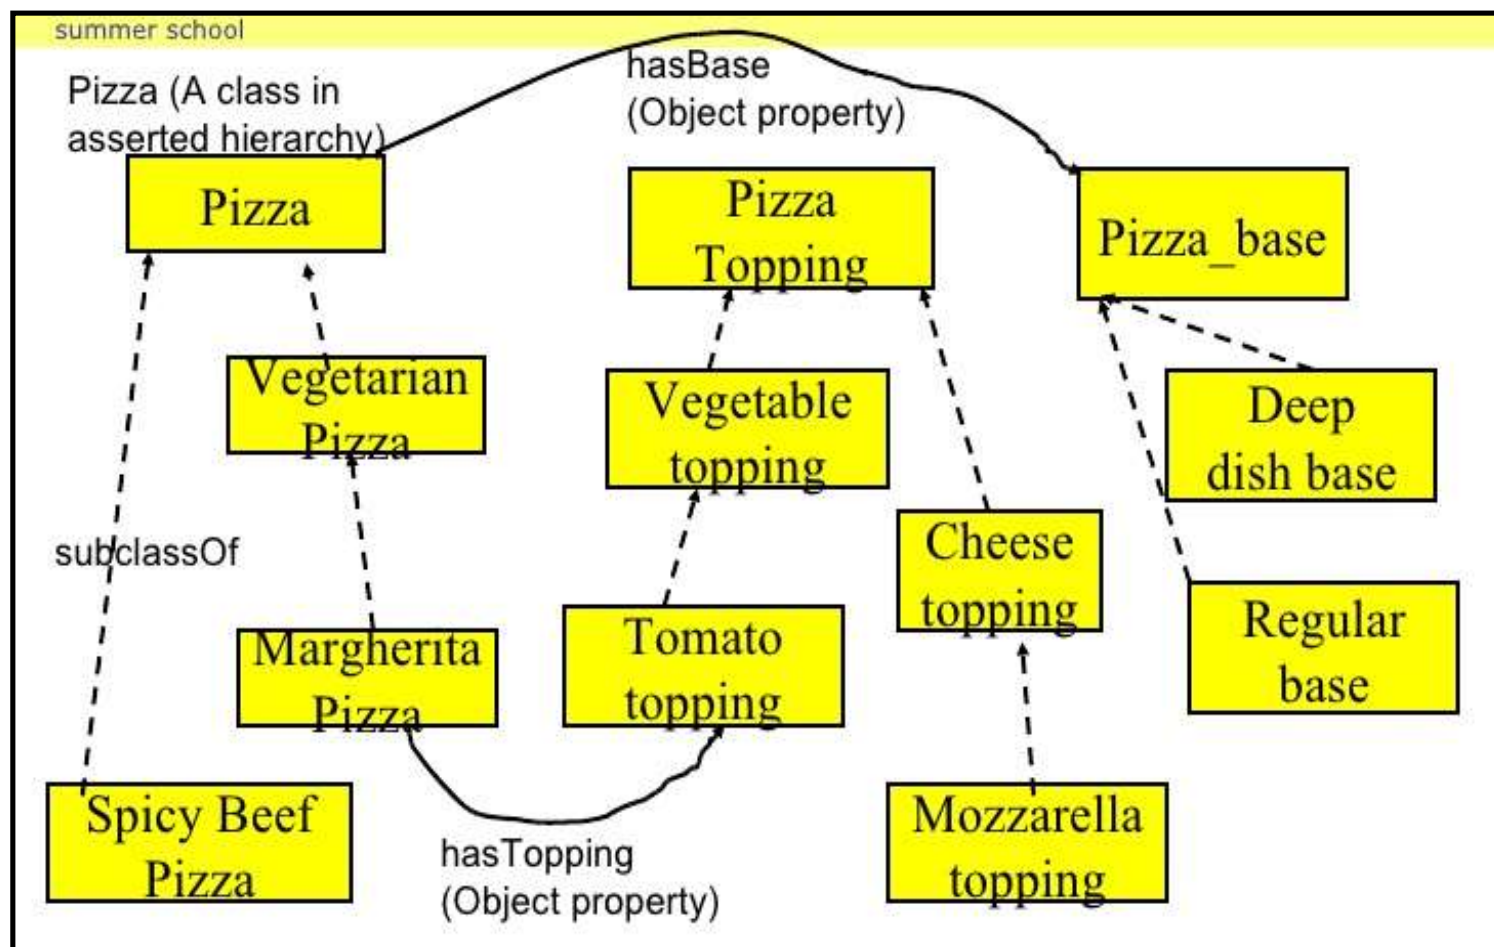 summer school
Pizza (A class in
asserted hierarchy)
hasBase
(Object property)
Pizza
Pizza
Topping
Pizza_base
Vegetarian
Pizza
Vegetable
topping
Deep
dish base
subclassOf
Cheese
topping
Margherita
Pizza
Tomato
topping
Regular
base
Spicy Beef
Pizza
hasTopping
(Object property)
Mozzarella
topping